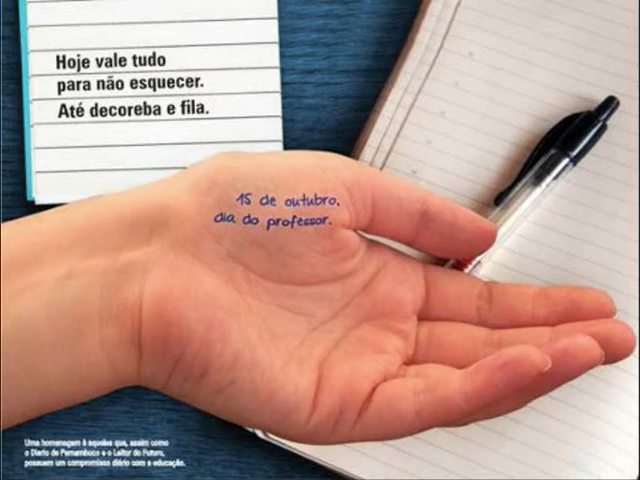 Hoje vale tudo
para não esquecer.
Até decoreba e fila.
15 de outubro.
dia do professor.
Uma homenagem à aqueles que, assim como
o Diario de Pernambuco e o Leitor do Futuro,
possuem um compromisso diário com a educação.